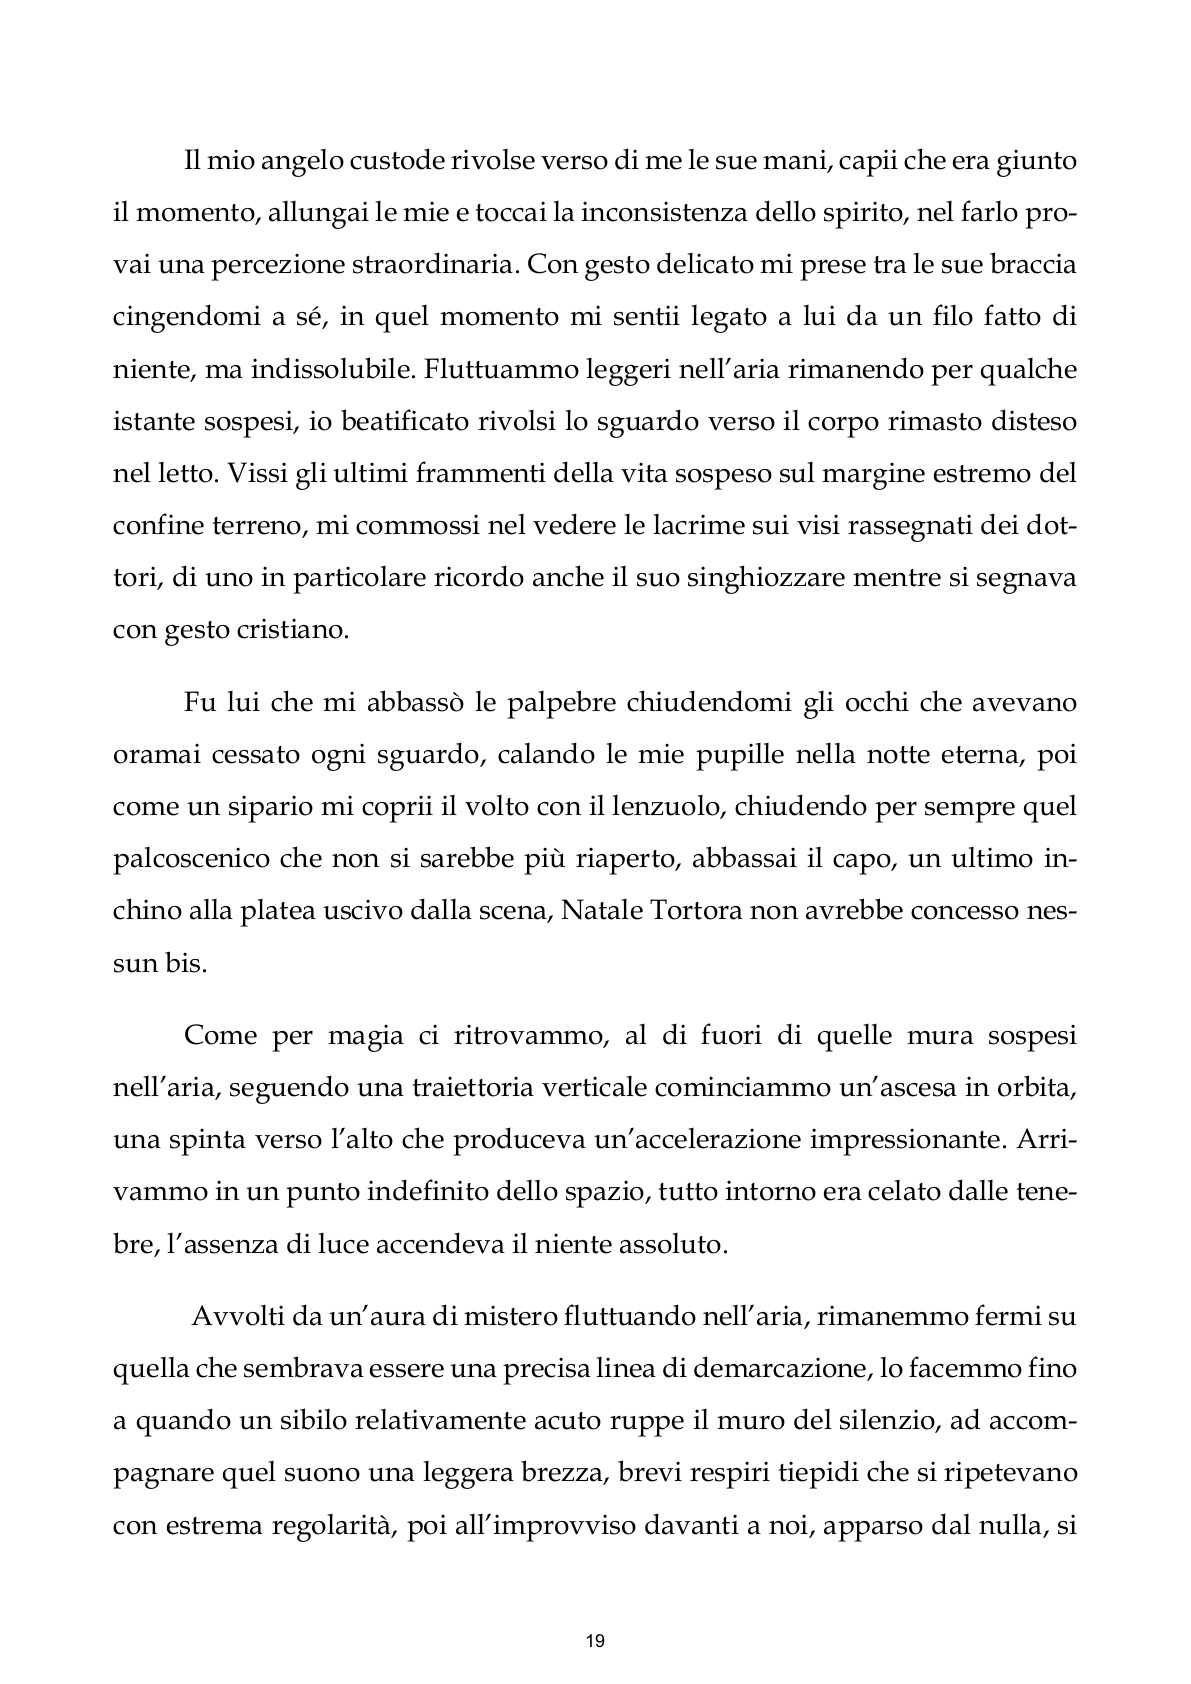 Il mio angelo custode rivolse verso di me le sue mani, capii che era giunto
il momento, allungai le mie e toccai la inconsistenza dello spirito, nel farlo pro-
vai una percezione straordinaria. Con gesto delicato mi prese tra le sue braccia
cingendomi a sé, in quel momento mi sentii legato a lui da un filo fatto di
niente, ma indissolubile. Fluttuammo leggeri nell’aria rimanendo per qualche
istante sospesi, io beatificato rivolsi lo sguardo verso il corpo rimasto disteso
nel letto. Vissi gli ultimi frammenti della vita sospeso sul margine estremo del
confine terreno, mi commossi nel vedere le lacrime sui visi rassegnati dei dot-
tori, di uno in particolare ricordo anche il suo singhiozzare mentre si segnava
con gesto cristiano.
Fu lui che mi abbassò le palpebre chiudendomi gli occhi che avevano
oramai cessato ogni sguardo, calando le mie pupille nella notte eterna, poi
come un sipario mi coprii il volto con il lenzuolo, chiudendo per sempre quel
palcoscenico che non si sarebbe più riaperto, abbassai il capo, un ultimo in-
chino alla platea uscivo dalla scena, Natale Tortora non avrebbe concesso nes-
sun bis.
Come per magia ci ritrovammo, al di fuori di quelle mura sospesi
nell’aria, seguendo una traiettoria verticale cominciammo un’ascesa in orbita,
una spinta verso l’alto che produceva un’accelerazione impressionante. Arri-
vammo in un punto indefinito dello spazio, tutto intorno era celato dalle tene-
bre, l’assenza di luce accendeva il niente assoluto.
Avvolti da un’aura di mistero fluttuando nell’aria, rimanemmo fermi su
quella che sembrava essere una precisa linea di demarcazione, lo facemmo fino
a quando un sibilo relativamente acuto ruppe il muro del silenzio, ad accom-
pagnare quel suono una leggera brezza, brevi respiri tiepidi che si ripetevano
con estrema regolarità, poi all’improvviso davanti a noi, apparso dal nulla, si
19